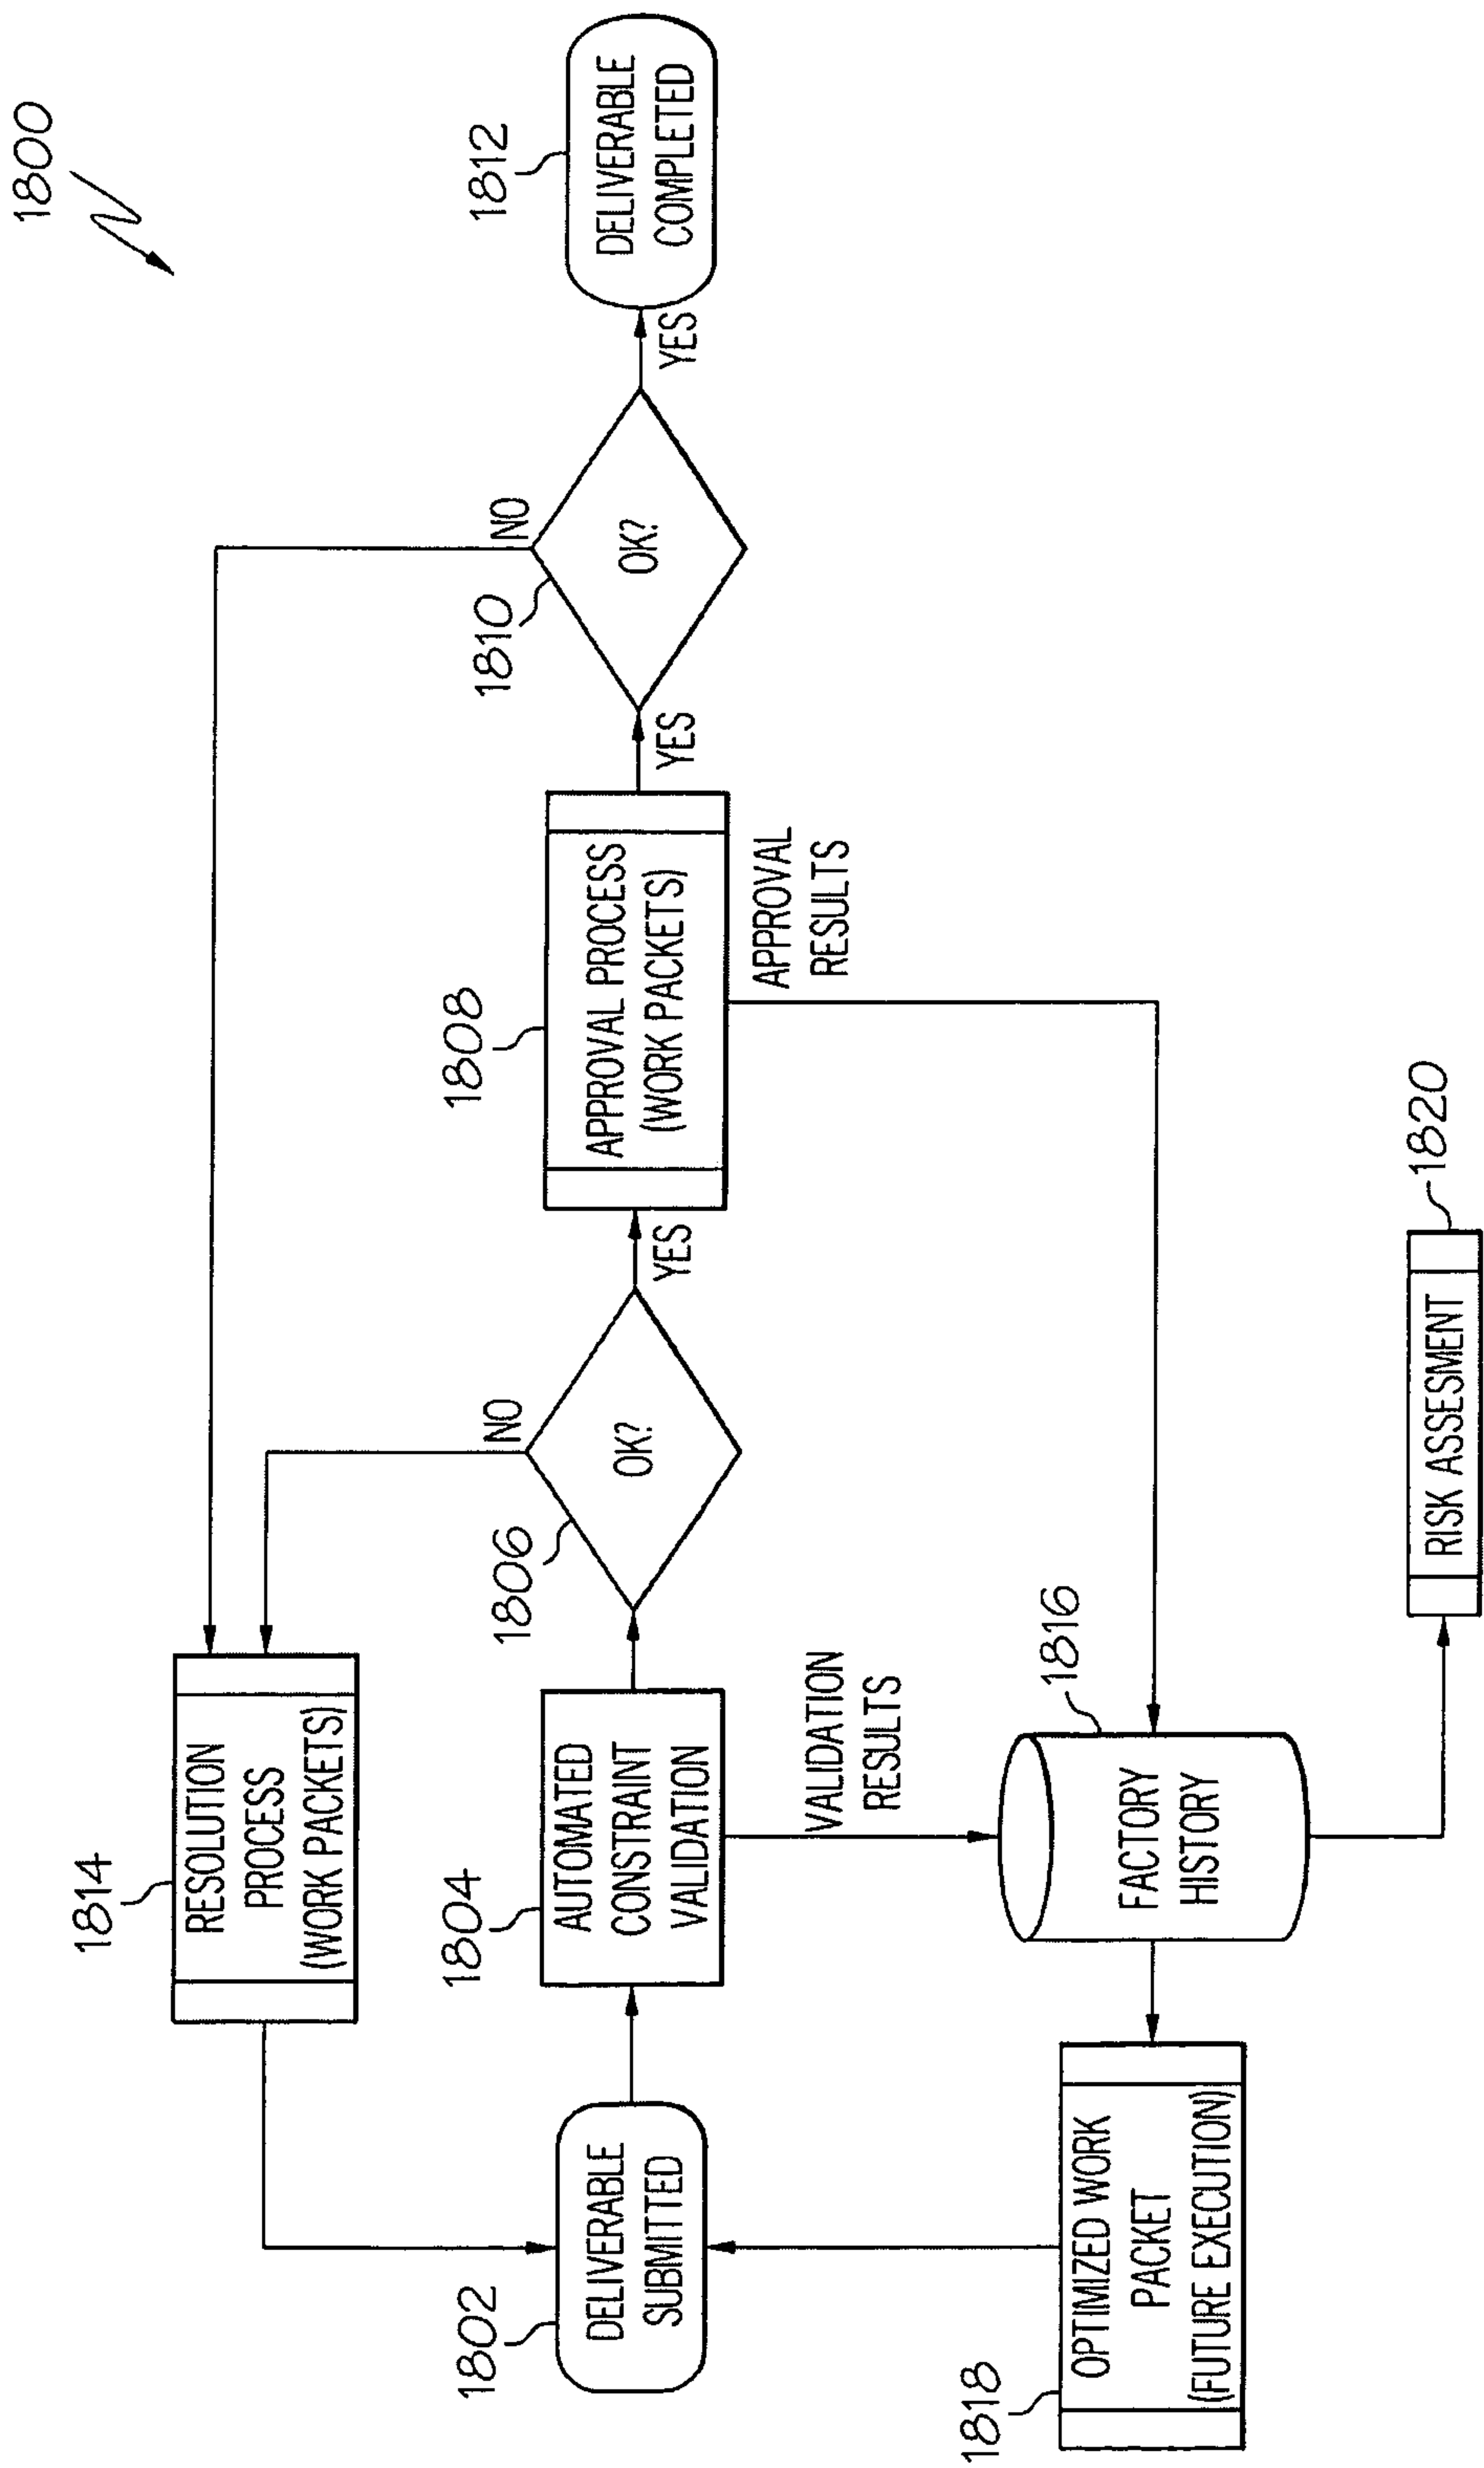 1800
1814
RESOLUTION
PROCESS
(WORK PACKETS)
NO
NO
1802
DELIVERABLE
SUBMITTED
1804
AUTOMATED
CONSTRAINT
VALIDATION
1806
OK?
YES
1808
APPROVAL PROCESS
(WORK PACKETS)
YES
1810
OK?
YES
1812
DELIVERABLE
COMPLETED
VALIDATION
RESULTS
APPROVAL
RESULTS
1818
OPTIMIZED WORK
PACKET
(FUTURE EXECUTION)
1816
FACTORY
HISTORY
1820
RISK ASSESMENT